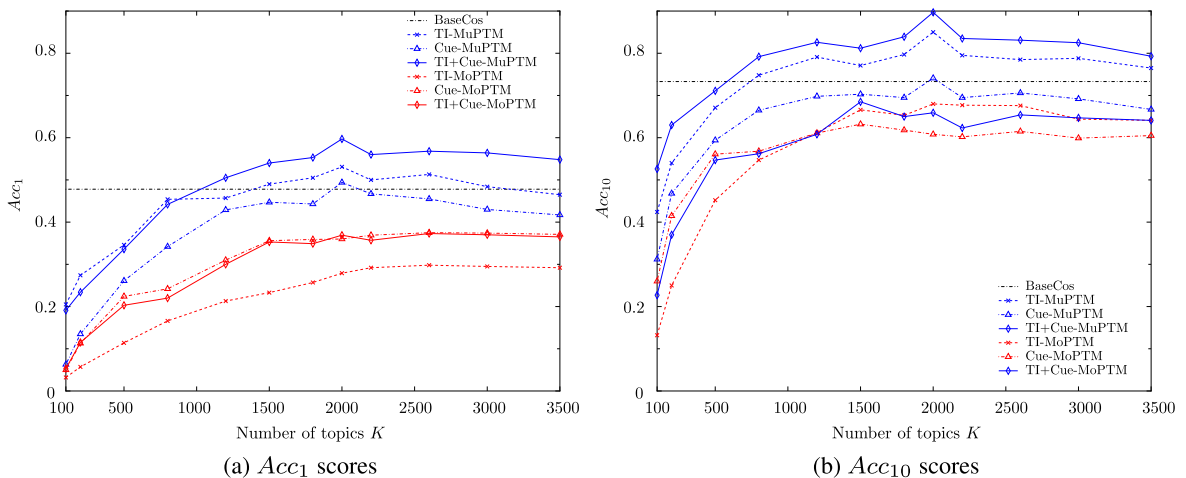 0.8
0.6
0.4
0.2
0
100 500 1000 1500 2000 2500 3000 3500
Acc1
Number of topics K
BaseCos
TI-MuPTM
Cue-MuPTM
TI+Cue-MuPTM
TI-MoPTM
Cue-MoPTM
TI+Cue-MoPTM
(a) Acc1 scores
0.8
0.6
0.4
0.2
0
100 500 1000 1500 2000 2500 3000 3500
Acc10
Number of topics K
BaseCos
TI-MuPTM
Cue-MuPTM
TI+Cue-MuPTM
TI-MoPTM
Cue-MoPTM
TI+Cue-MoPTM
(b) Acc10 scores